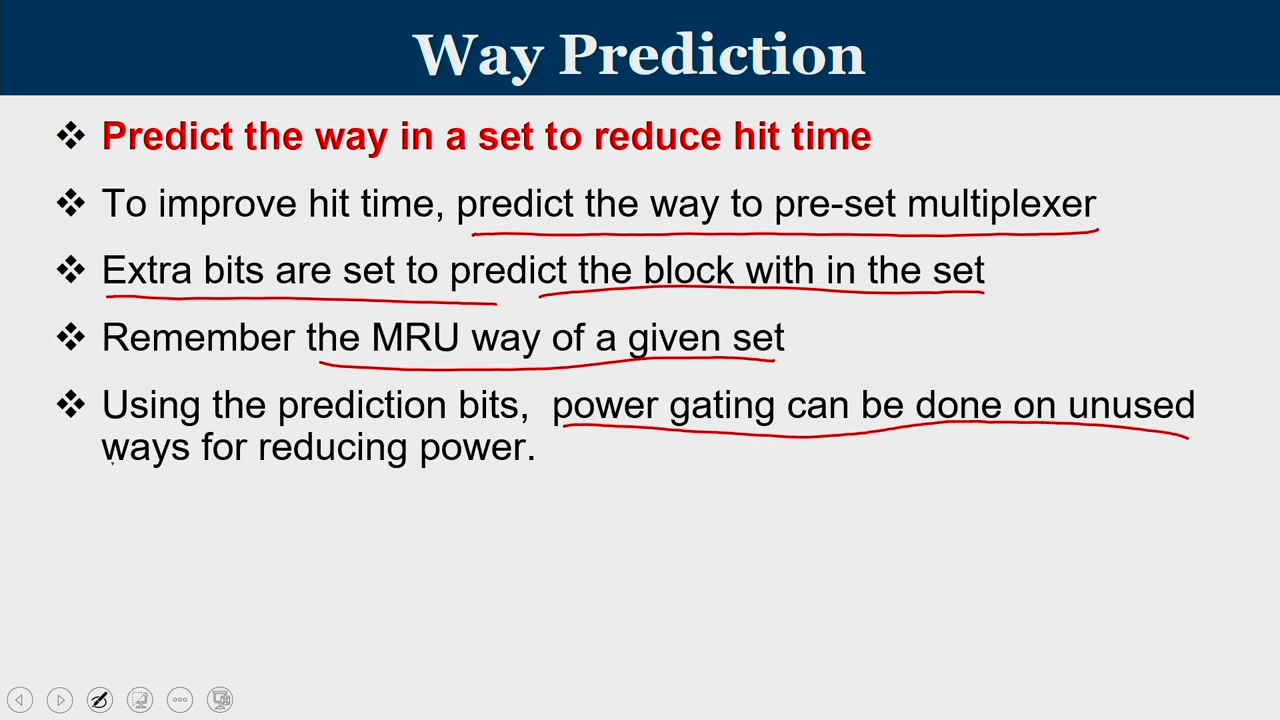 Way Prediction
❖ Predict the way in a set to reduce hit time
❖ To improve hit time, predict the way to pre-set multiplexer
❖ Extra bits are set to predict the block with in the set
❖ Remember the MRU way of a given set
❖ Using the prediction bits,  power gating can be done on unused
ways for reducing power.